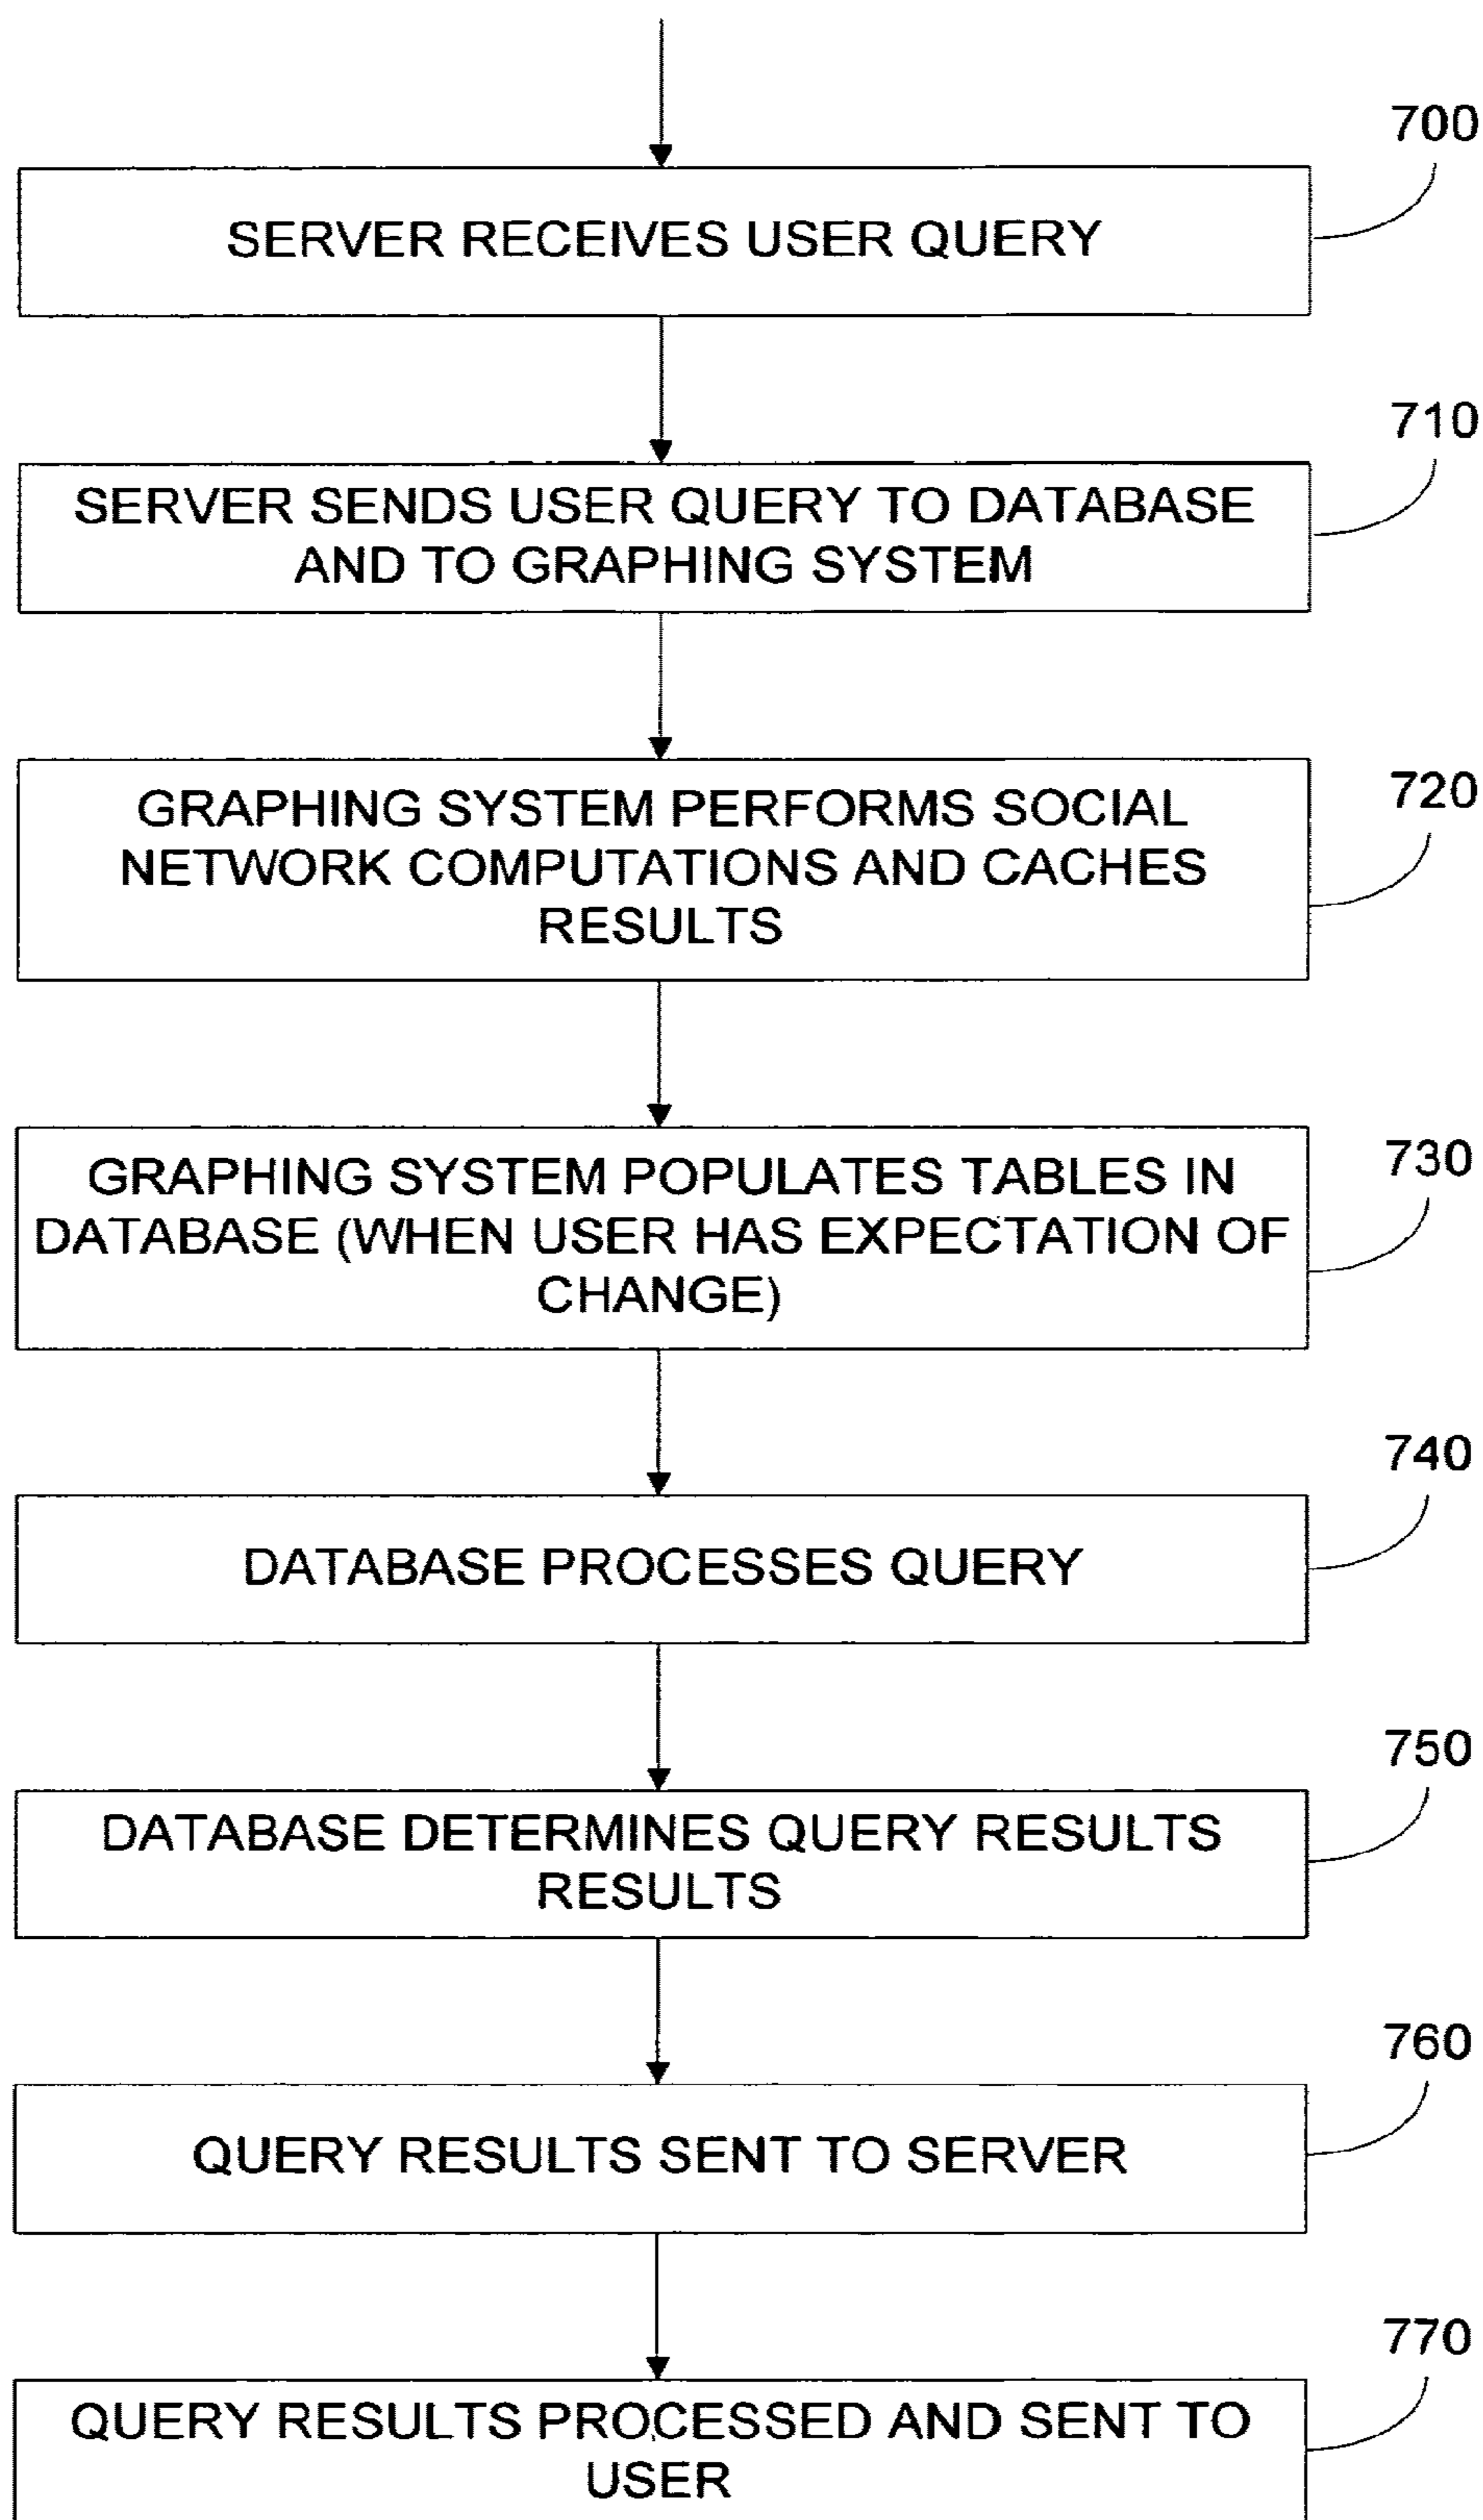 700
SERVER RECEIVES USER QUERY
710
SERVER SENDS USER QUERY TO DATABASE
AND TO GRAPHING SYSTEM
720
GRAPHING SYSTEM PERFORMS SOCIAL
NETWORK COMPUTATIONS AND CACHES
RESULTS
730
GRAPHING SYSTEM POPULATES TABLES IN
DATABASE (WHEN USER HAS EXPECTATION OF
CHANGE)
740
DATABASE PROCESSES QUERY
750
DATABASE DETERMINES QUERY RESULTS
RESULTS
760
QUERY RESULTS SENT TO SERVER
770
QUERY RESULTS PROCESSED AND SENT TO
USER